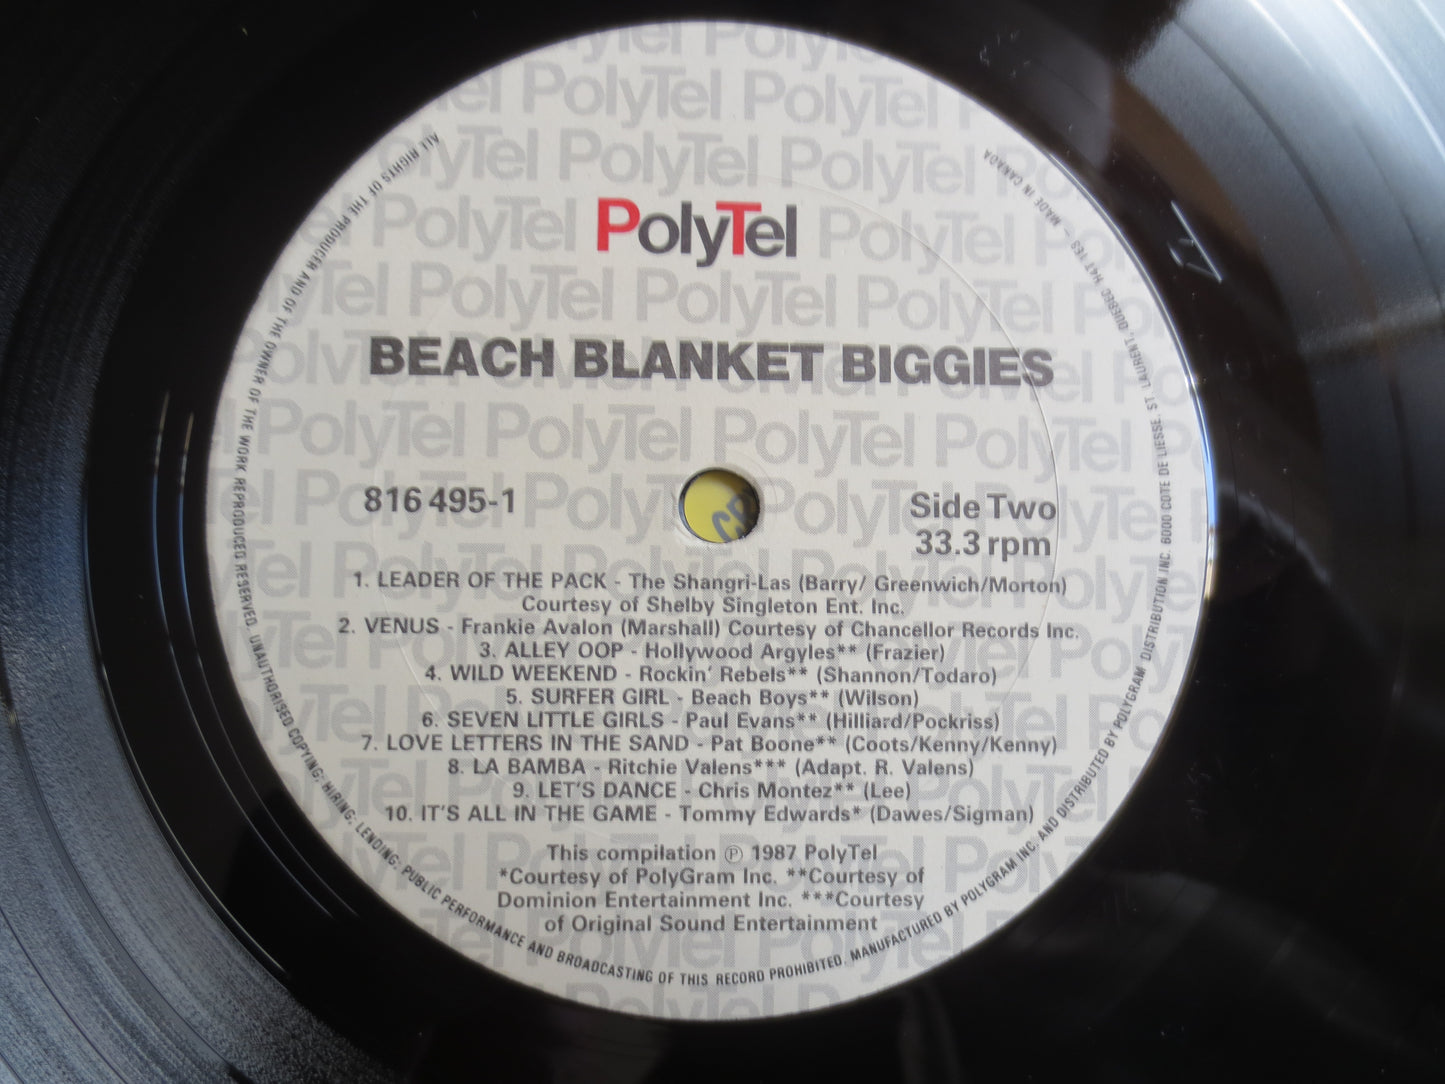 PolyTel
BEACH BLANKET BIGGIES
816 495-1
Side Two
33.3 rpm
1. LEADER OF THE PACK - The Shangri-Las (Barry/ Greenwich/Morton)
Courtesy of Shelby Singleton Ent. Inc.
2. VENUS - Frankie Avalon (Marshall) Courtesy of Chancellor Records Inc.
3. ALLEY OOP - Hollywood Argyles** (Frazier)
4. WILD WEEKEND - Rockin' Rebels** (Shannon/Todaro)
5. SURFER GIRL - Beach Boys** (Wilson)
6. SEVEN LITTLE GIRLS - Paul Evans** (Hilliard/Pockriss)
7. LOVE LETTERS IN THE SAND - Pat Boone** (Coots/Kenny/Kenny)
8. LA BAMBA - Ritchie Valens*** (Adapt. R. Valens)
9. LET'S DANCE - Chris Montez** (Lee)
10. IT'S ALL IN THE GAME - Tommy Edwards* (Dawes/Sigman)
This compilation ℗ 1987 PolyTel
*Courtesy of PolyGram Inc. **Courtesy of
Dominion Entertainment Inc. ***Courtesy
of Original Sound Entertainment
ALL RIGHTS OF THE PRODUCER AND OF THE OWNER OF THE WORK REPRODUCED RESERVED. UNAUTHORISED COPYING; HIRING; LENDING; PUBLIC PERFORMANCE AND BROADCASTING OF THIS RECORD PROHIBITED. MANUFACTURED BY POLYGRAM INC. AND DISTRIBUTED BY POLYGRAM DISTRIBUTION INC. 6000 COTE DE LIESSE, ST. LAURENT, QUEBEC H4T 1E3 - MADE IN CANADA